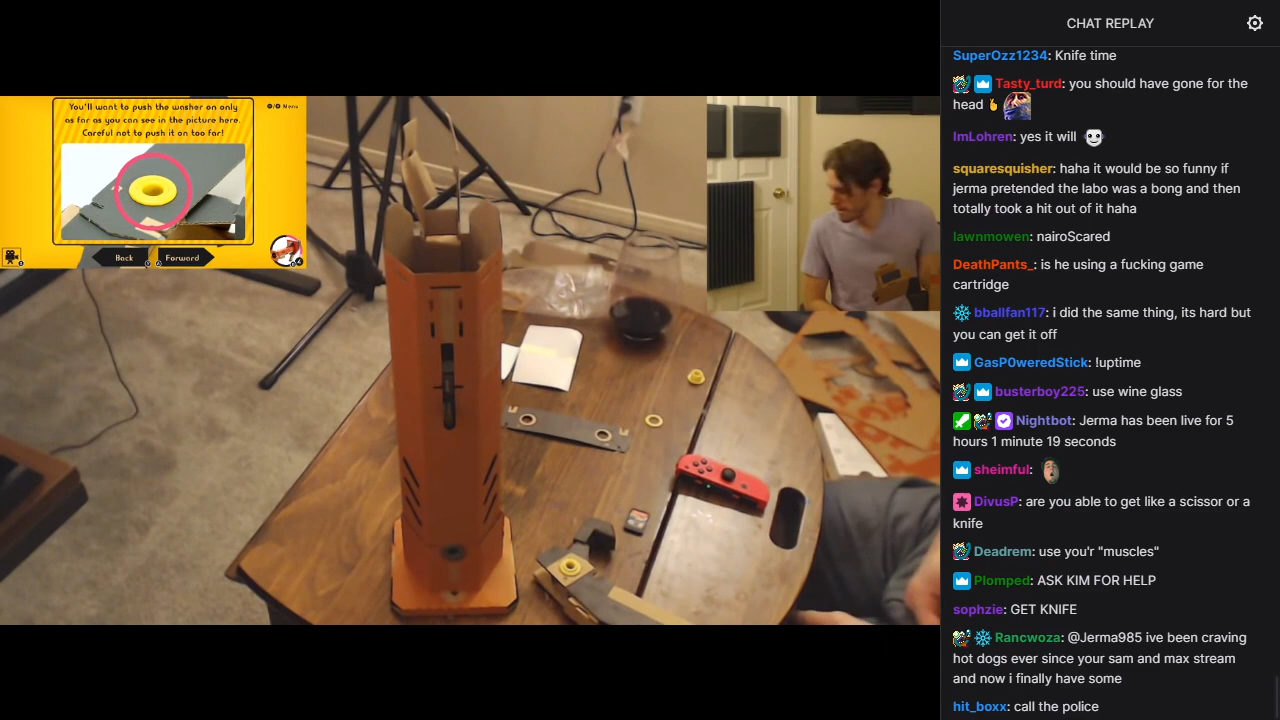 You'll want to push the washer on only
as far as you can see in the picture here.
Careful not to push it on too far!
Menu
Back
Forward
CHAT REPLAY
SuperOzz1234: Knife time
Tasty_turd: you should have gone for the
head
ImLohren: yes it will
squaresquisher: haha it would be so funny if
jerma pretended the labo was a bong and then
totally took a hit out of it haha
lawnmowen: nairoScared
DeathPants_: is he using a fucking game
cartridge
bballfan117: i did the same thing, its hard but
you can get it off
GasP0weredStick: !uptime
busterboy225: use wine glass
Nightbot: Jerma has been live for 5
hours 1 minute 19 seconds
sheimful:
DivusP: are you able to get like a scissor or a
knife
Deadrem: use you'r "muscles"
Plomped: ASK KIM FOR HELP
sophzie: GET KNIFE
Rancwoza: @Jerma985 ive been craving
hot dogs ever since your sam and max stream
and now i finally have some
hit_boxx: call the police